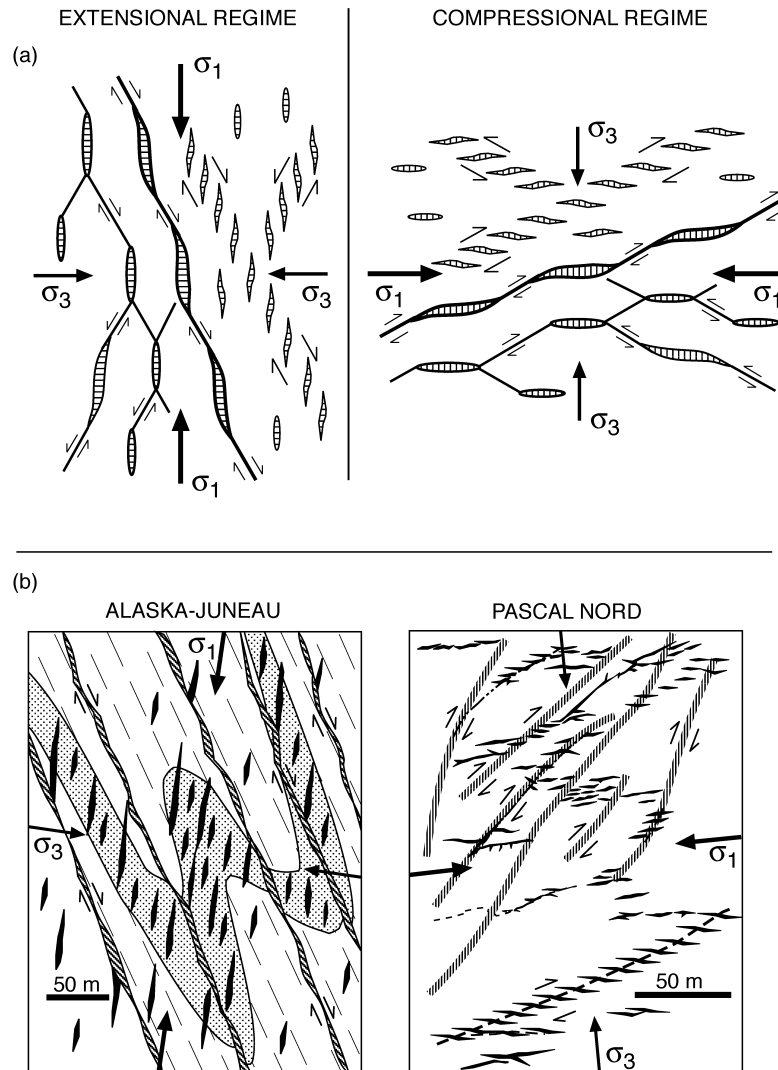 EXTENSIONAL REGIME
COMPRESSIONAL REGIME
(a)
σ1
σ3
σ3
σ1
σ3
σ1
σ1
σ3
(b)
ALASKA-JUNEAU
PASCAL NORD
σ1
σ3
50 m
σ1
50 m
σ3